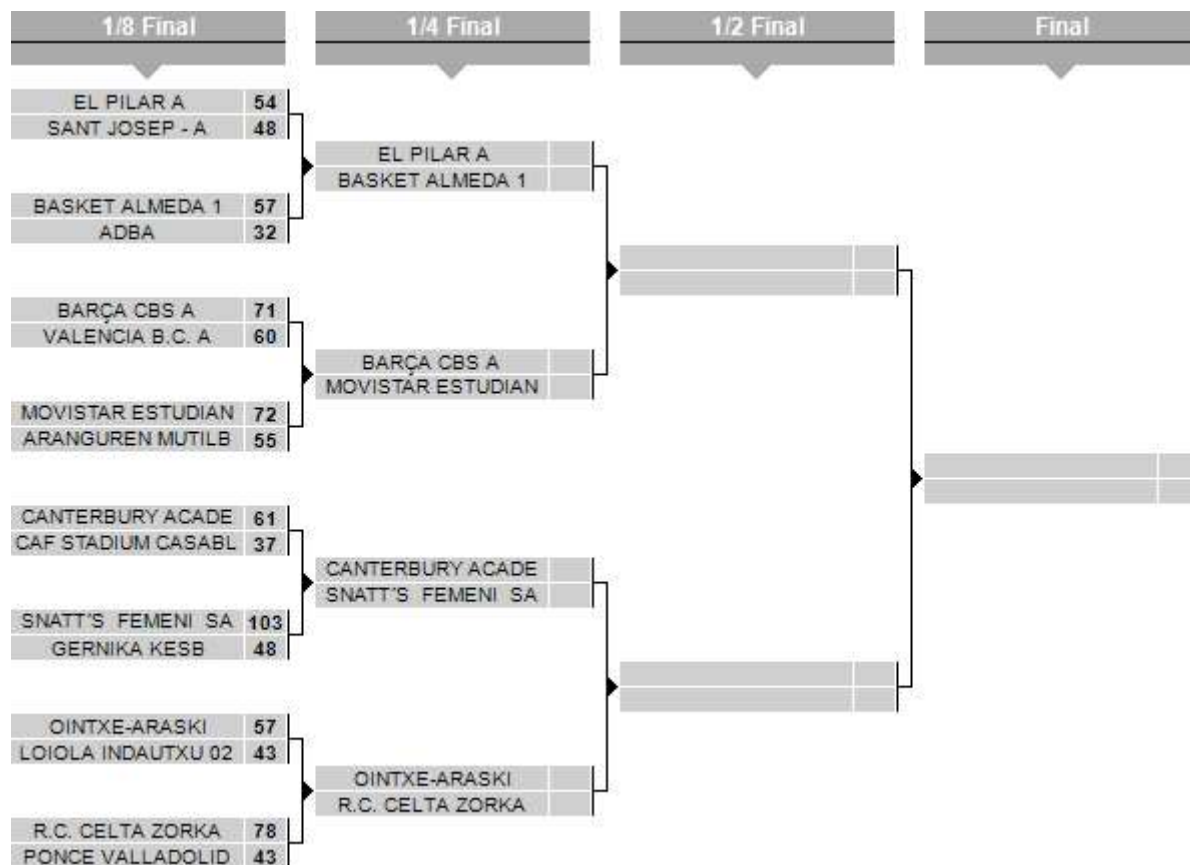 1/8 Final
1/4 Final
1/2 Final
Final
EL PILAR A 54
SANT JOSEP - A 48
BASKET ALMEDA 1 57
ADBA 32
BARÇA CBS A 71
VALENCIA B.C. A 60
MOVISTAR ESTUDIAN 72
ARANGUREN MUTILB 55
CANTERBURY ACADE 61
CAF STADIUM CASABL 37
SNATT'S FEMENI SA 103
GERNIKA KESB 48
OINTXE-ARASKI 57
LOIOLA INDAUTXU 02 43
R.C. CELTA ZORKA 78
PONCE VALLADOLID 43
EL PILAR A
BASKET ALMEDA 1
BARÇA CBS A
MOVISTAR ESTUDIAN
CANTERBURY ACADE
SNATT'S FEMENI SA
OINTXE-ARASKI
R.C. CELTA ZORKA